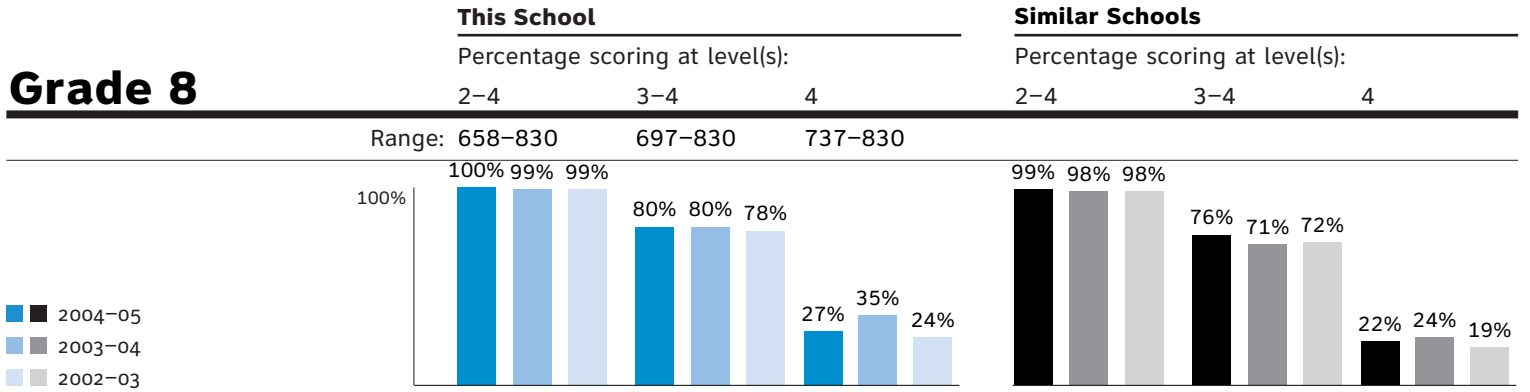 This School Similar Schools
Percentage scoring at level(s): Percentage scoring at level(s):
Grade 8 2–4 3–4 4 2–4 3–4 4
Range: 658–830 697–830 737–830
100% 99% 99% 99% 98% 98%
100%
80% 80% 78% 76% 71% 72%
27% 35% 24% 22% 24% 19%
2004–05
2003–04
2002–03